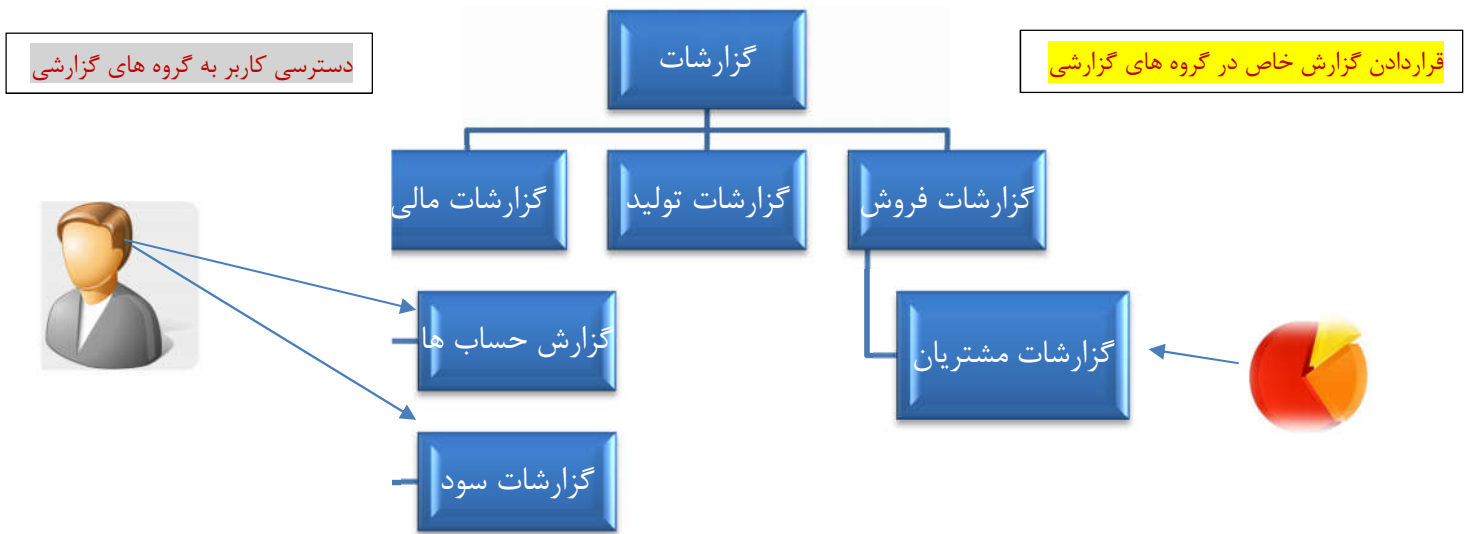 گزارشات
قراردادن گزارش خاص در گروه های گزارشی
دسترسی کاربر به گروه های گزارشی
گزارشات فروش
گزارشات تولید
گزارشات مالی
گزارشات مشتریان
گزارش حساب ها
گزارشات سود